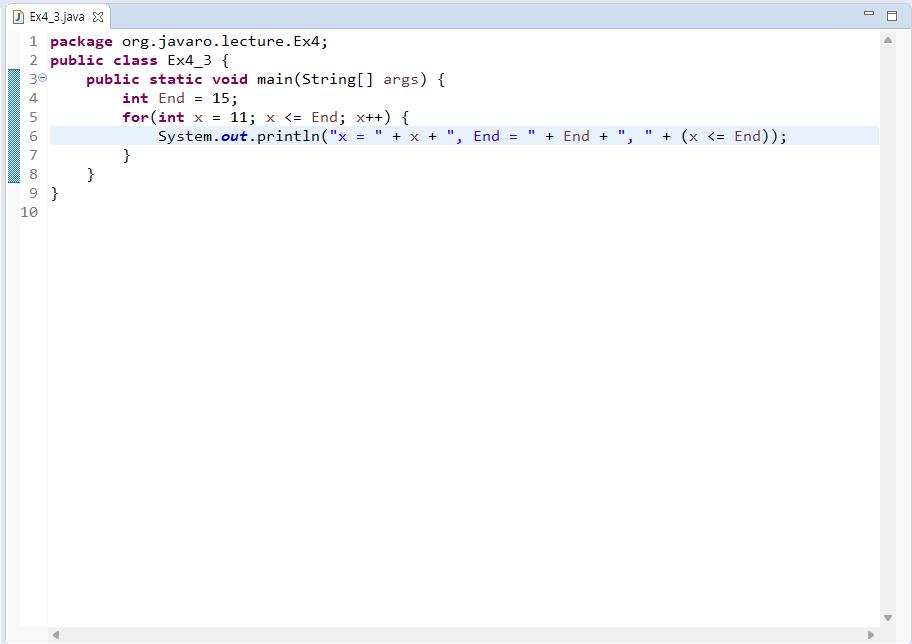 Ex4_3.java
1 package org.javaro.lecture.Ex4;
2 public class Ex4_3 {
3 public static void main(String[] args) {
4 int End = 15;
5 for(int x = 11; x <= End; x++) {
6 System.out.println("x = " + x + ", End = " + End + ", " + (x <= End));
7 }
8 }
9 }
10